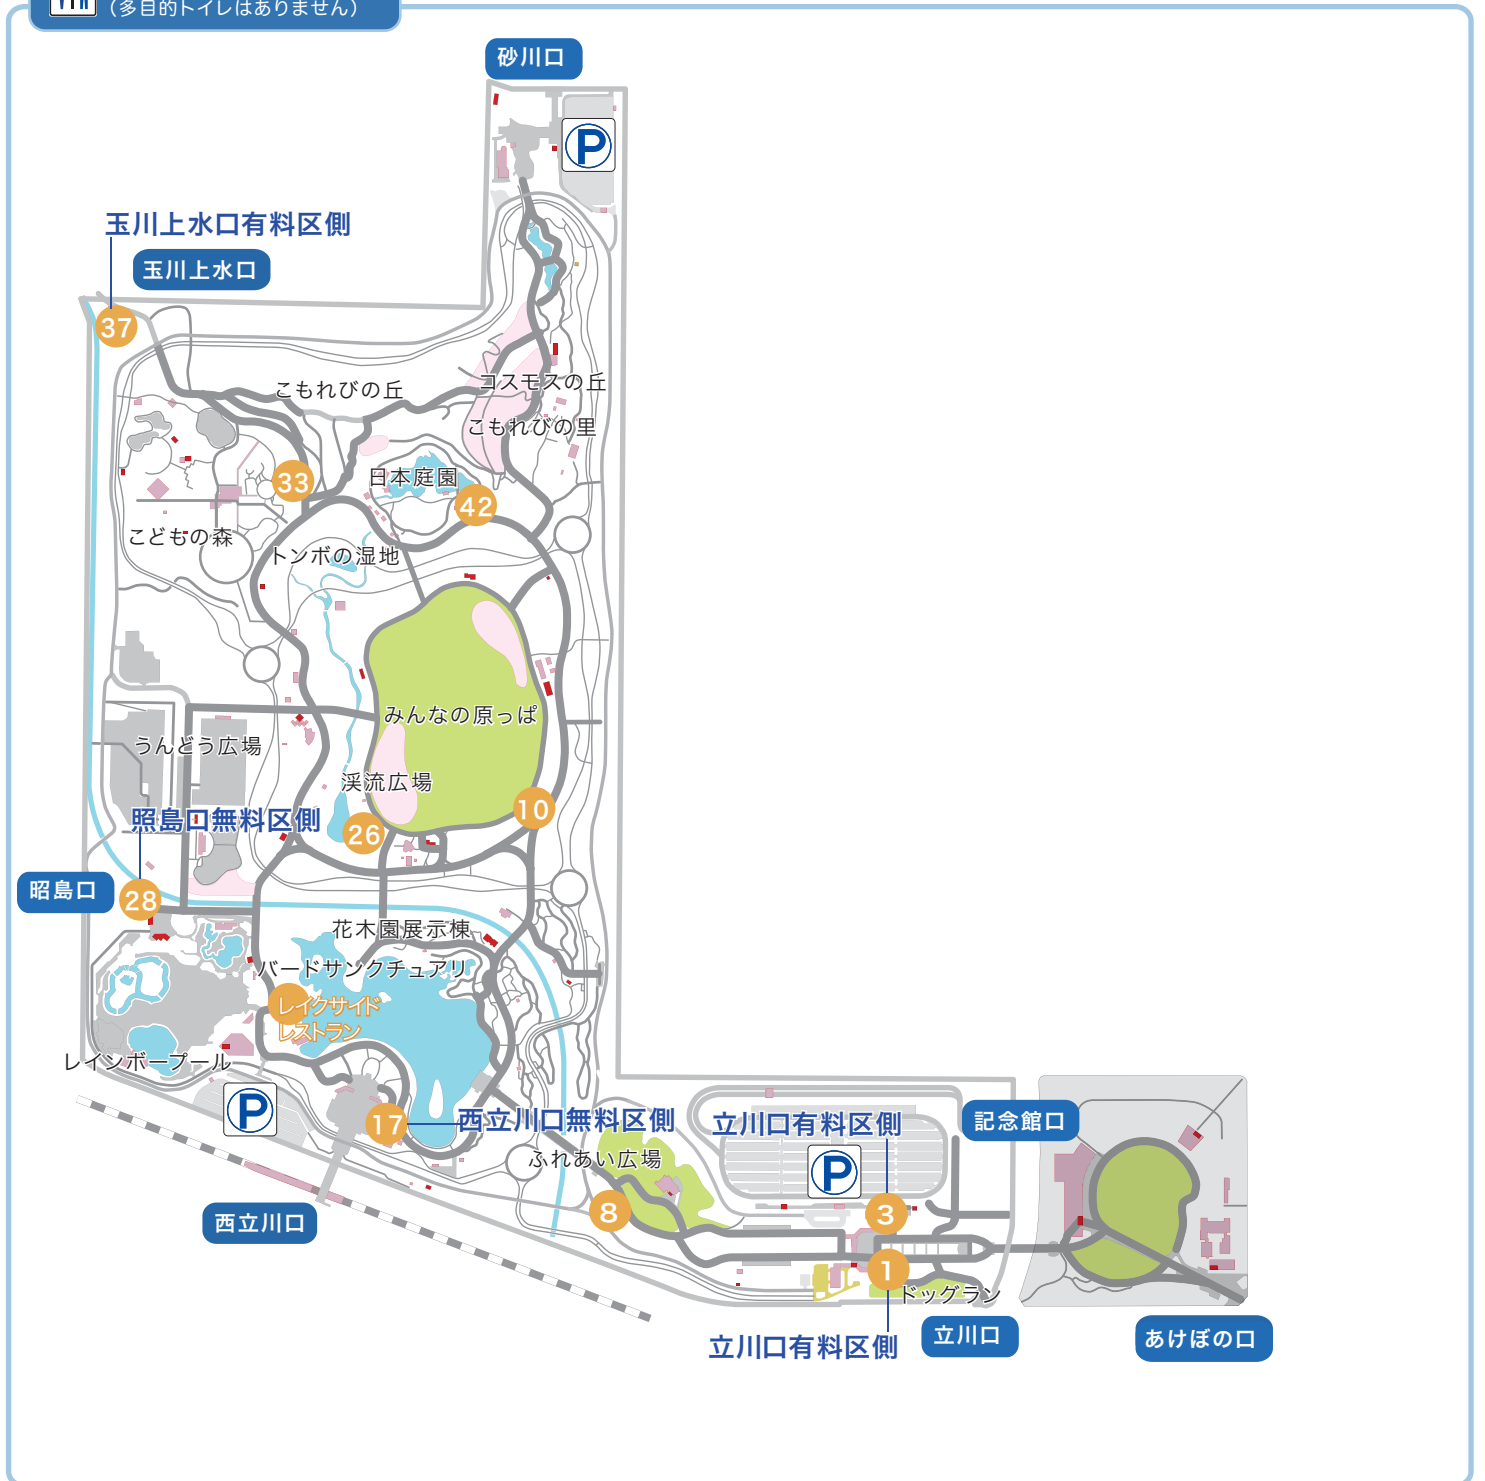 （多目的トイレはありません）
砂川口
P
玉川上水口有料区側
玉川上水口
37
こもれびの丘
コスモスの丘
こもれびの里
日本庭園
33
42
こどもの森
トンボの湿地
みんなの原っぱ
うんどう広場
渓流広場
10
照島口無料区側
26
昭島口
28
花木園展示棟
バードサンクチュアリ
レイクサイド
レストラン
レインボープール
P
17
西立川口無料区側
立川口有料区側
記念館口
ふれあい広場
P
西立川口
8
3
1
ドッグラン
立川口有料区側
立川口
あけぼの口